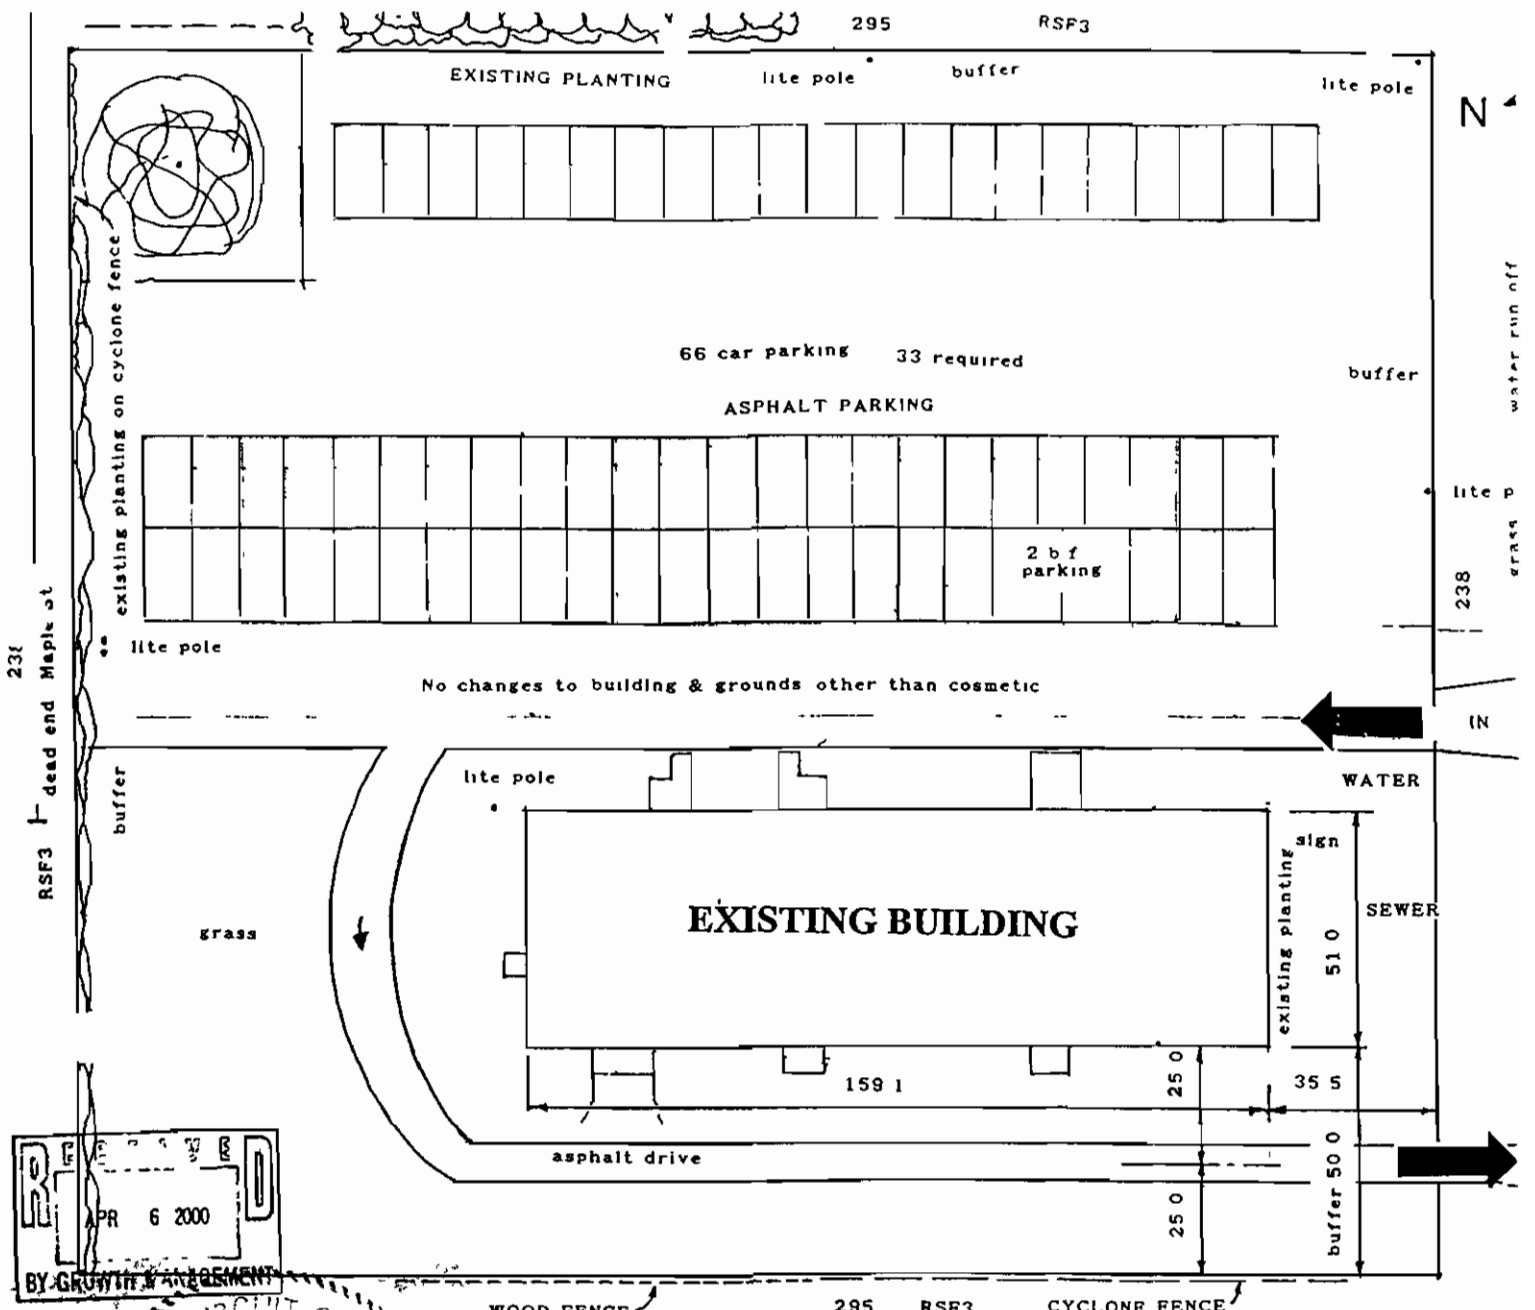 295 RSF3
EXISTING PLANTING lite pole buffer
lite pole
N
existing planting on cyclone fence
water run off
66 car parking 33 required
buffer
ASPHALT PARKING
lite p
grass
2 b f
parking
238
lite pole
dead end Maple st
No changes to building & grounds other than cosmetic
IN
buffer
RSF3
lite pole
WATER
sign
existing planting
EXISTING BUILDING
SEWER
grass
51 0
159 1
25 0
35 5
asphalt drive
buffer 50 0
25 0
APR 6 2000
BY GROWTH MANAGEMENT
WOOD FENCE 295 RSF3 CYCLONE FENCE